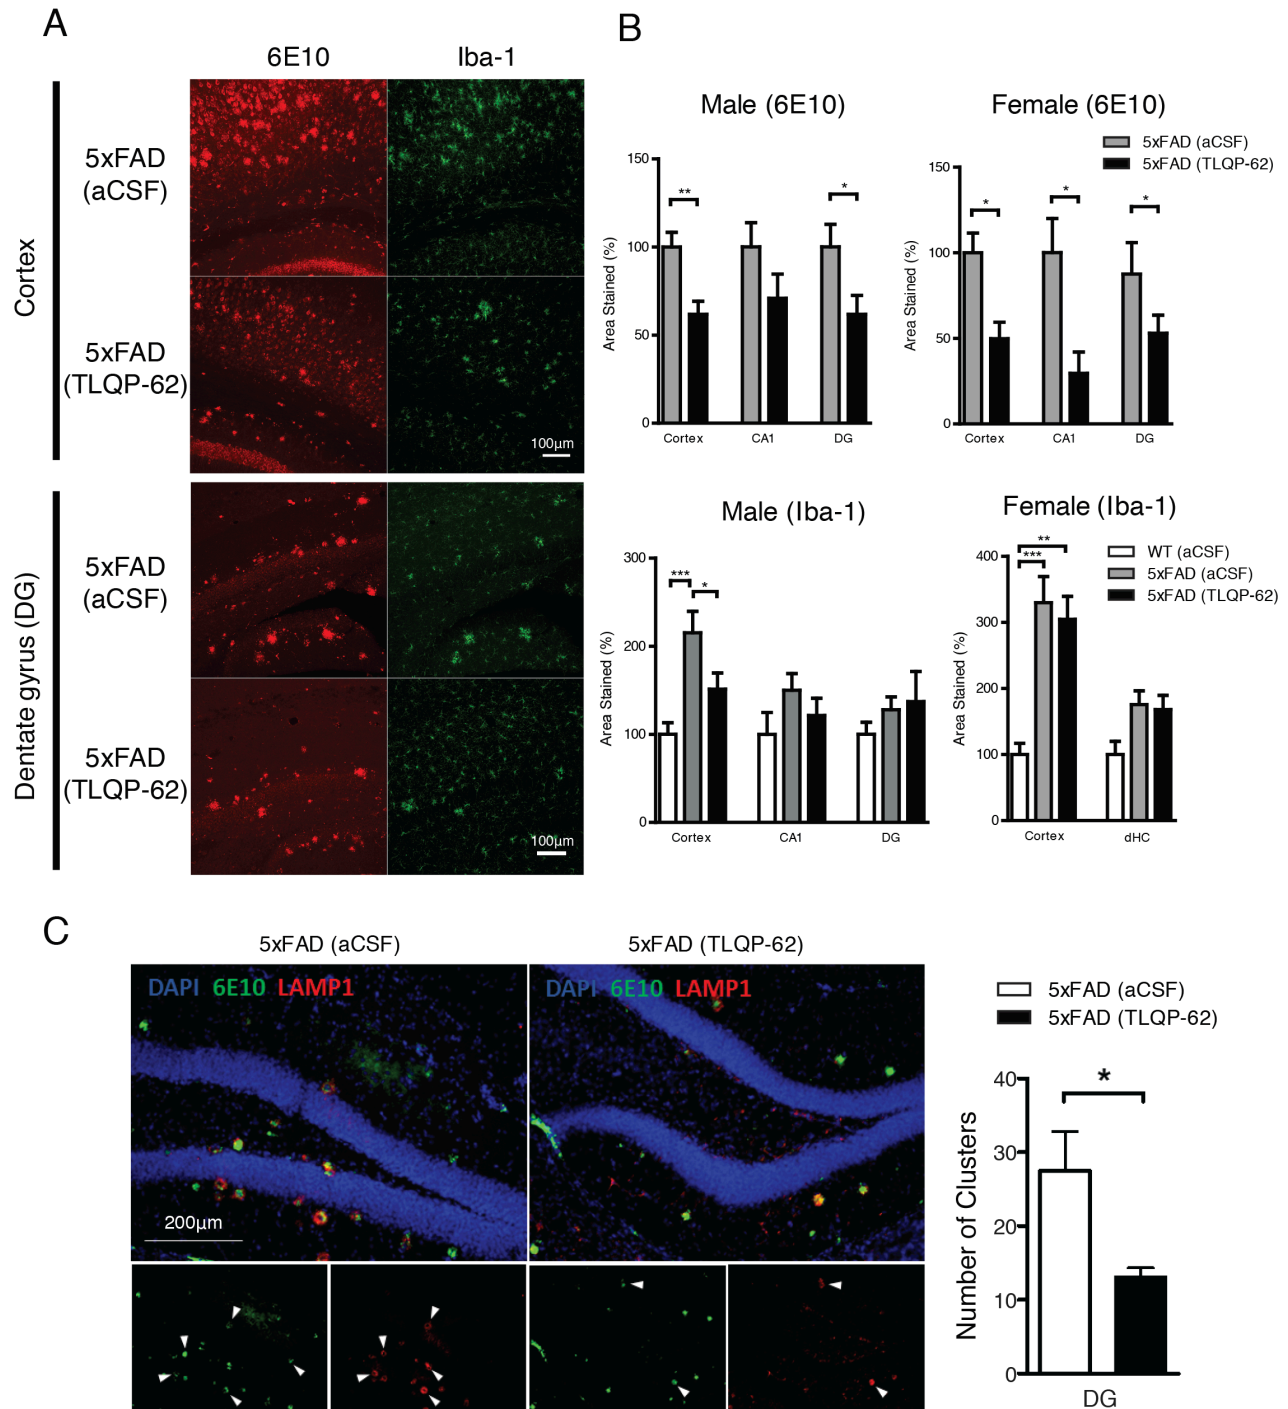 A
6E10
Iba-1
Cortex
5xFAD
(aCSF)
5xFAD
(TLQP-62)
100µm
Dentate gyrus (DG)
5xFAD
(aCSF)
5xFAD
(TLQP-62)
100µm
B
Male (6E10)
Area Stained (%)
150
**
*
100
50
0
Cortex
CA1
DG
Female (6E10)
5xFAD (aCSF)
5xFAD (TLQP-62)
Area Stained (%)
150
*
*
*
100
50
0
Cortex
CA1
DG
Male (Iba-1)
Area Stained (%)
300
***
*
200
100
0
Cortex
CA1
DG
Female (Iba-1)
WT (aCSF)
5xFAD (aCSF)
5xFAD (TLQP-62)
Area Stained (%)
400
**
***
300
200
100
0
Cortex
dHC
C
5xFAD (aCSF)
5xFAD (TLQP-62)
DAPI 6E10 LAMP1
DAPI 6E10 LAMP1
200µm
5xFAD (aCSF)
5xFAD (TLQP-62)
Number of Clusters
40
*
30
20
10
0
DG